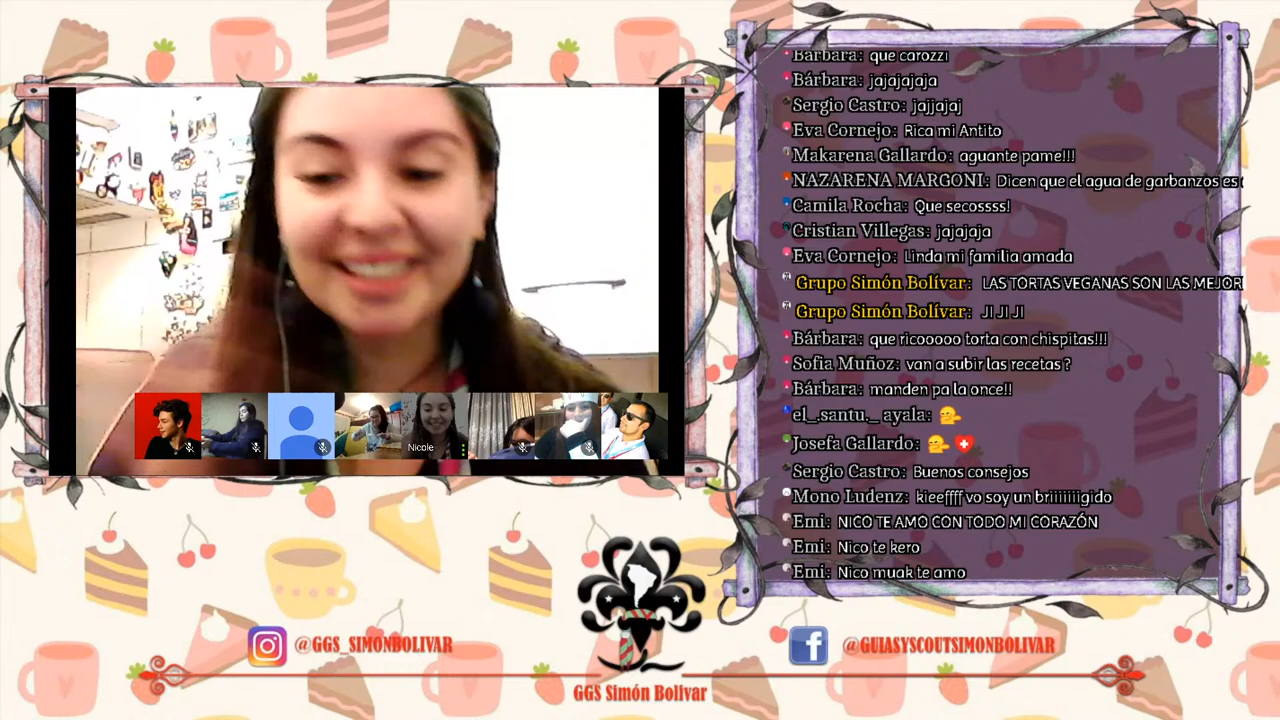 Bárbara: que carozzi
Bárbara: jajajajaja
Sergio Castro: jajjajaj
Eva Cornejo: Rica mi Antito
Makarena Gallardo: aguante pame!!!
NAZARENA MARGONI: Dicen que el agua de garbanzos es
Camila Rocha: Que secossss!
Cristian Villegas: jajajaja
Eva Cornejo: Linda mi familia amada
Grupo Simón Bolívar: LAS TORTAS VEGANAS SON LAS MEJOR
Grupo Simón Bolívar: JI JI JI
Bárbara: que ricooooo torta con chispitas!!!
Sofia Muñoz: van a subir las recetas ?
Bárbara: manden pa la once!!
el_.santu._ayala:
Josefa Gallardo:
Sergio Castro: Buenos consejos
Mono Ludenz: kieeffff yo soy un briiiiiigido
Emi: NICO TE AMO CON TODO MI CORAZÓN
Emi: Nico te kero
Emi: Nico muak te amo
Nicole
@GGS_SIMONBOLIVAR
@GUIASYSCOUTSIMONBOLIVAR
GGS Simón Bolívar